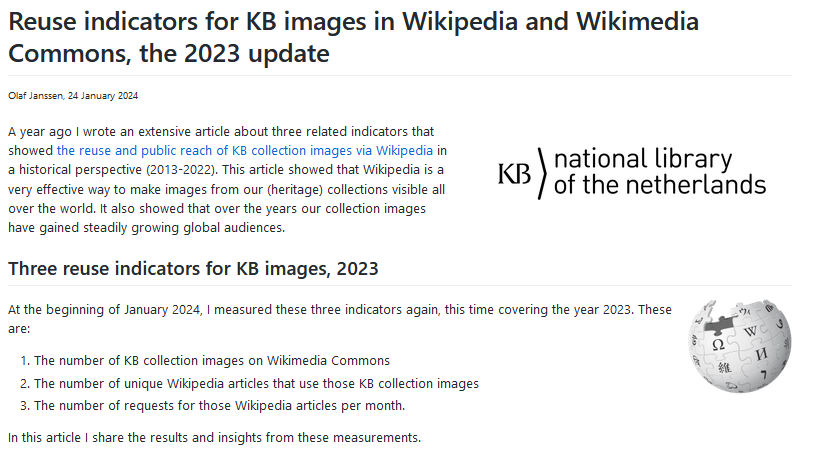 Reuse indicators for KB images in Wikipedia and Wikimedia
Commons, the 2023 update
Olaf Janssen, 24 January 2024
A year ago I wrote an extensive article about three related indicators that
showed the reuse and public reach of KB collection images via Wikipedia in
a historical perspective (2013-2022). This article showed that Wikipedia is a
very effective way to make images from our (heritage) collections visible all
over the world. It also showed that over the years our collection images
have gained steadily growing global audiences.
KB national library
of the netherlands
Three reuse indicators for KB images, 2023
At the beginning of January 2024, I measured these three indicators again, this time covering the year 2023. These
are:
1. The number of KB collection images on Wikimedia Commons
2. The number of unique Wikipedia articles that use those KB collection images
3. The number of requests for those Wikipedia articles per month.
Ω W И 維
In this article I share the results and insights from these measurements.